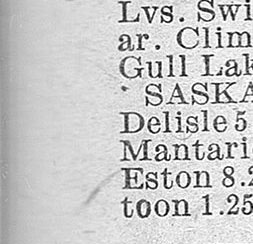 Lvs. Swi
ar. Clim
Gull Lak
SASKA
Delisle 5
Mantari
Eston 8.2
toon 1.25